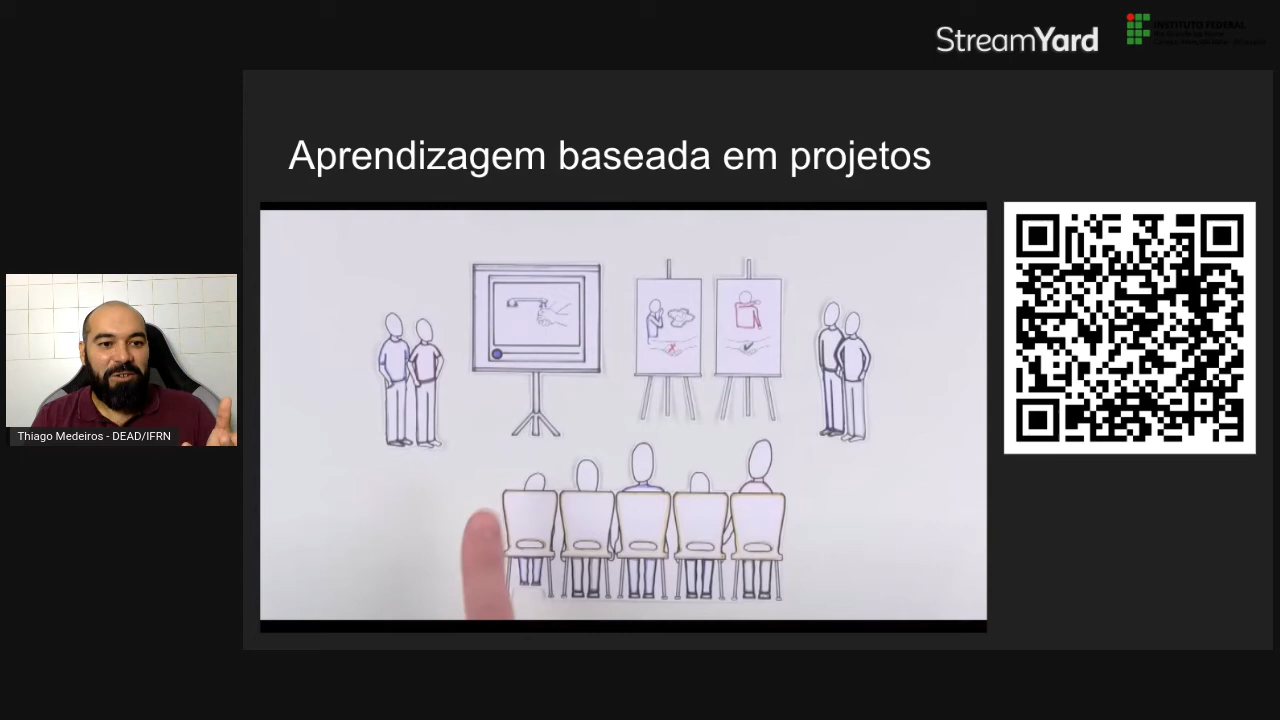 StreamYard
INSTITUTO FEDERAL
Aprendizagem baseada em projetos
Thiago Medeiros - DEAD/IFRN